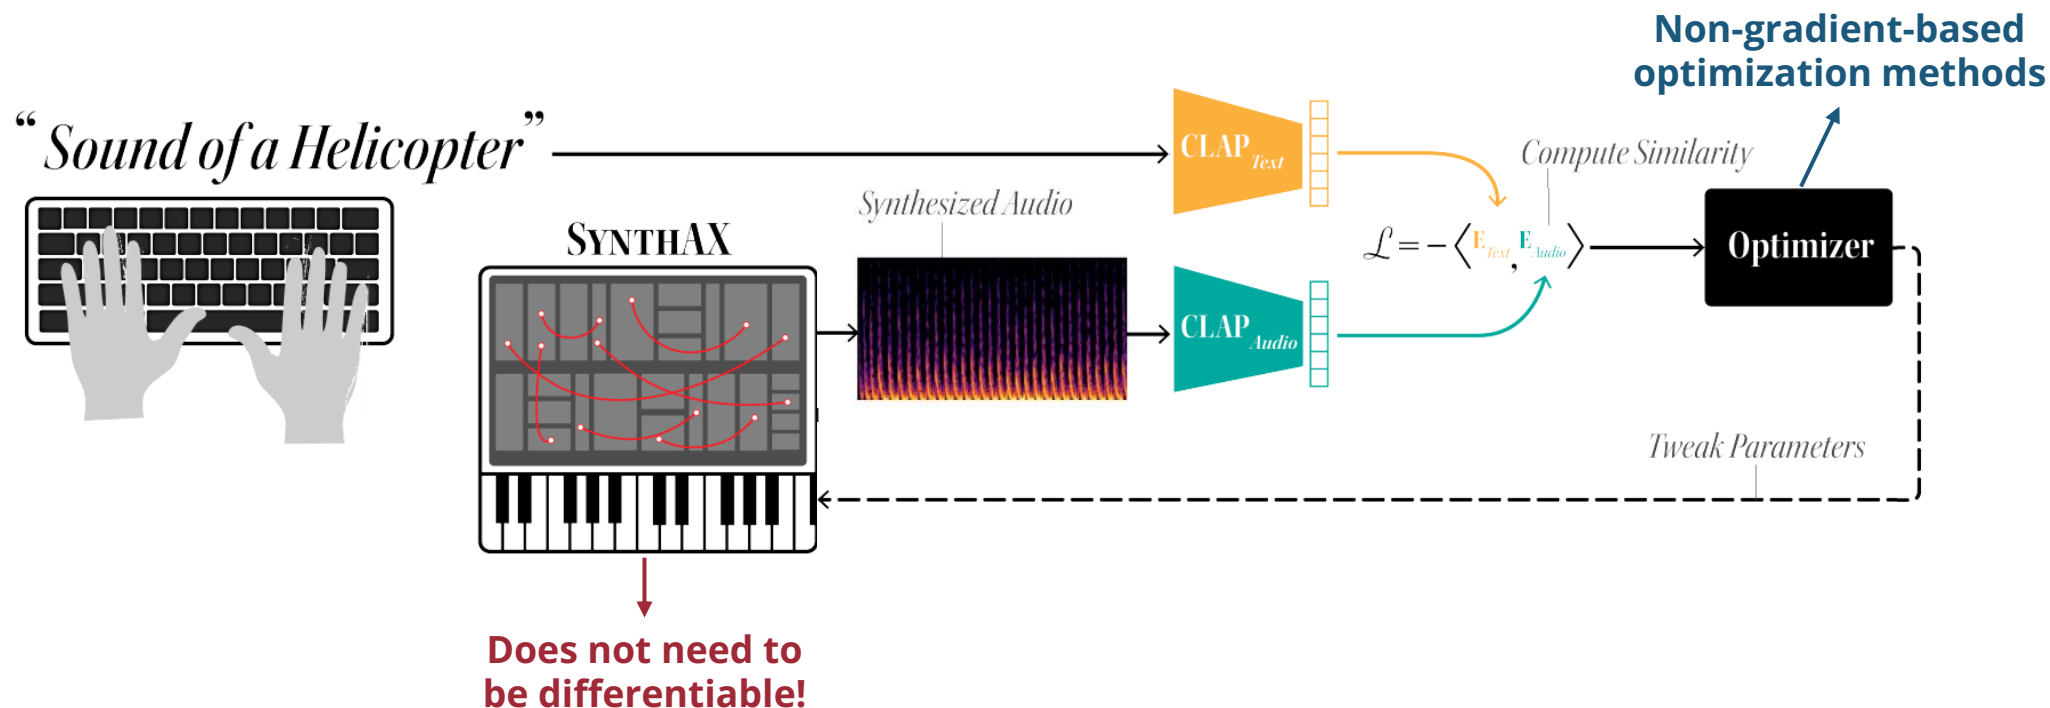 Non-gradient-based
optimization methods
“ Sound of a Helicopter”
CLAP Text
Compute Similarity
Synthesized Audio
SYNTHAX
ℒ = − ⟨E Text, E Audio⟩
Optimizer
CLAP Audio
Tweak Parameters
Does not need to
be differentiable!